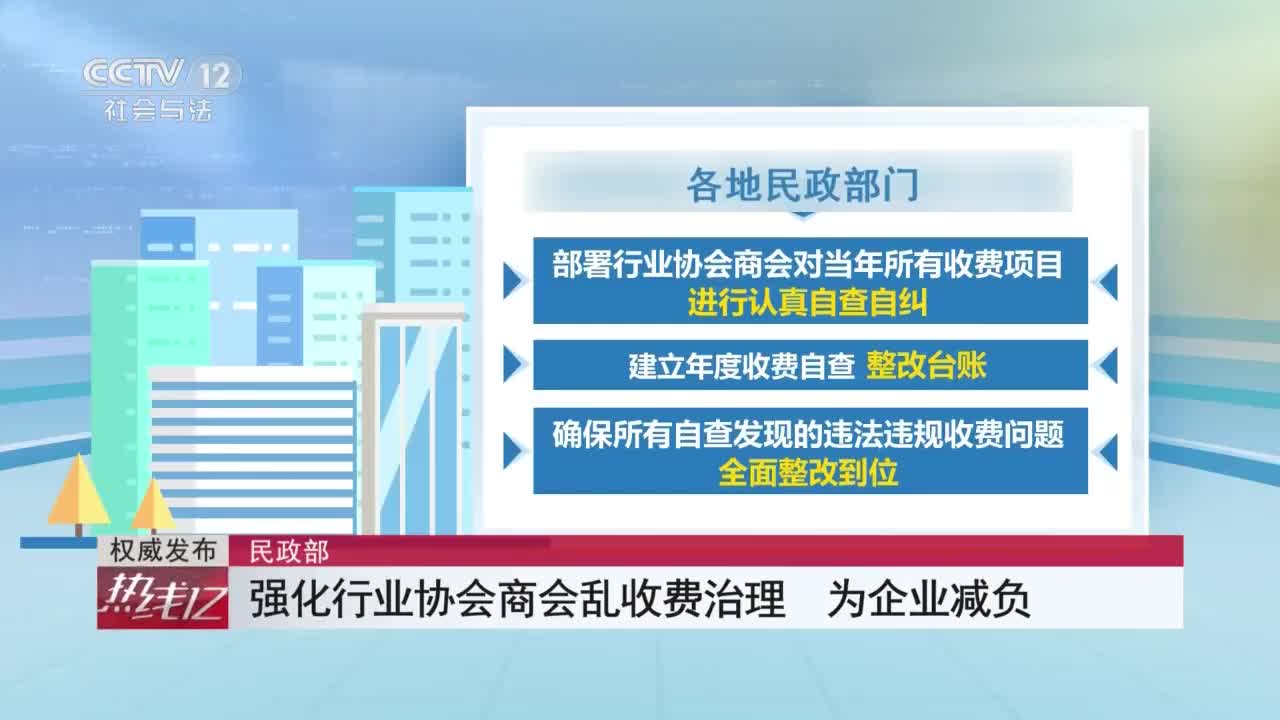 CCTV 12
社会与法
各地民政部门
部署行业协会商会对当年所有收费项目
进行认真自查自纠
建立年度收费自查 整改台账
确保所有自查发现的违法违规收费问题
全面整改到位
权威发布 民政部
热线12
强化行业协会商会乱收费治理 为企业减负